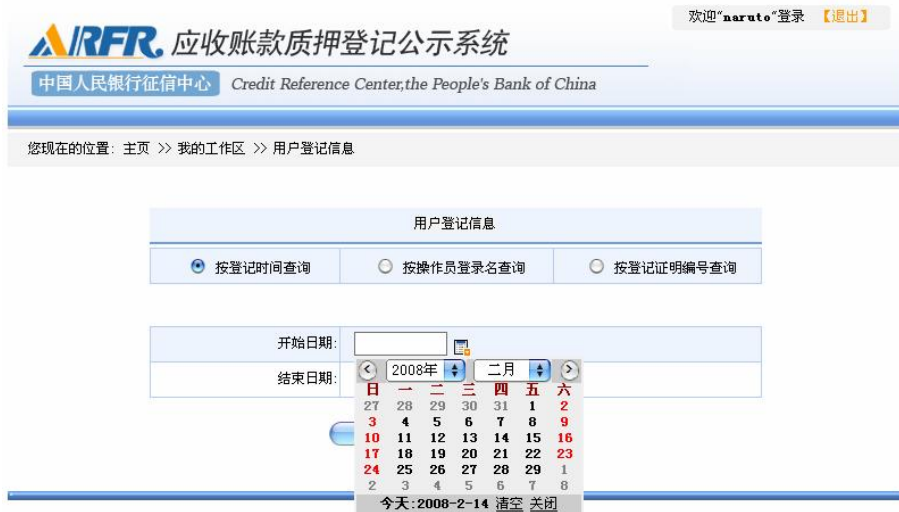 欢迎"naruto"登录 【退出】
ARFR 应收账款质押登记公示系统
中国人民银行征信中心 Credit Reference Center,the People's Bank of China
您现在的位置: 主页 >> 我的工作区 >> 用户登记信息
用户登记信息
按登记时间查询 按操作员登录名查询 按登记证明编号查询
开始日期:
结束日期:
2008年 二月
日 一 二 三 四 五 六
27 28 29 30 31 1 2
3 4 5 6 7 8 9
10 11 12 13 14 15 16
17 18 19 20 21 22 23
24 25 26 27 28 29 1
2 3 4 5 6 7 8
今天:2008-2-14 清空 关闭